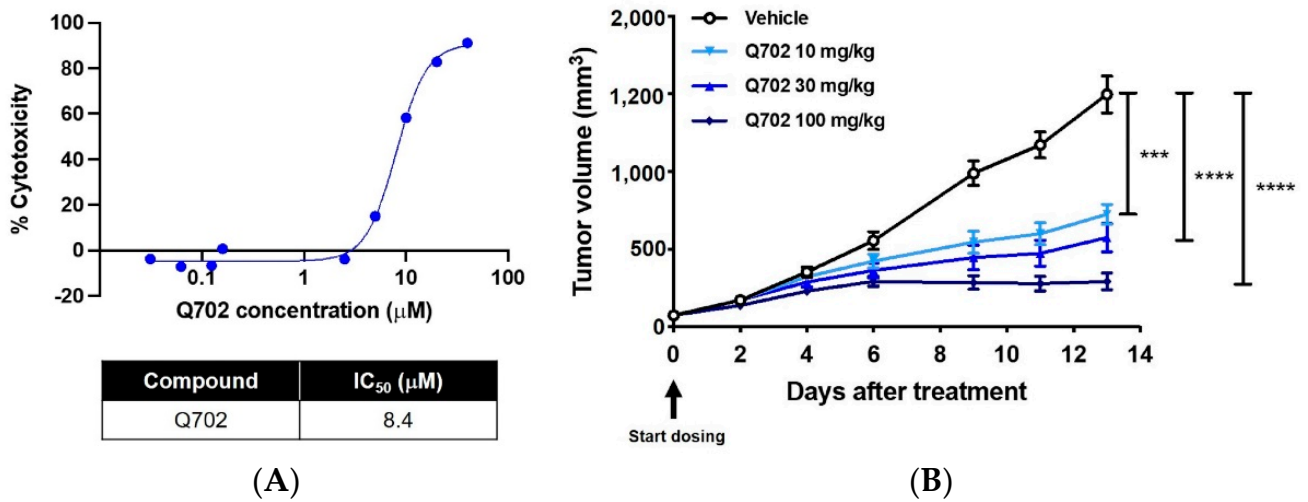 % Cytotoxicity
100
80
60
40
20
0
-20
0.1
1
10
100
Q702 concentration (μM)
Compound IC50 (μM)
Q702 8.4
(A)
Tumor volume (mm3)
2,000
1,200
1,000
500
0
Vehicle
Q702 10 mg/kg
Q702 30 mg/kg
Q702 100 mg/kg
***
****
****
0 2 4 6 8 10 12 14
Days after treatment
Start dosing
(B)